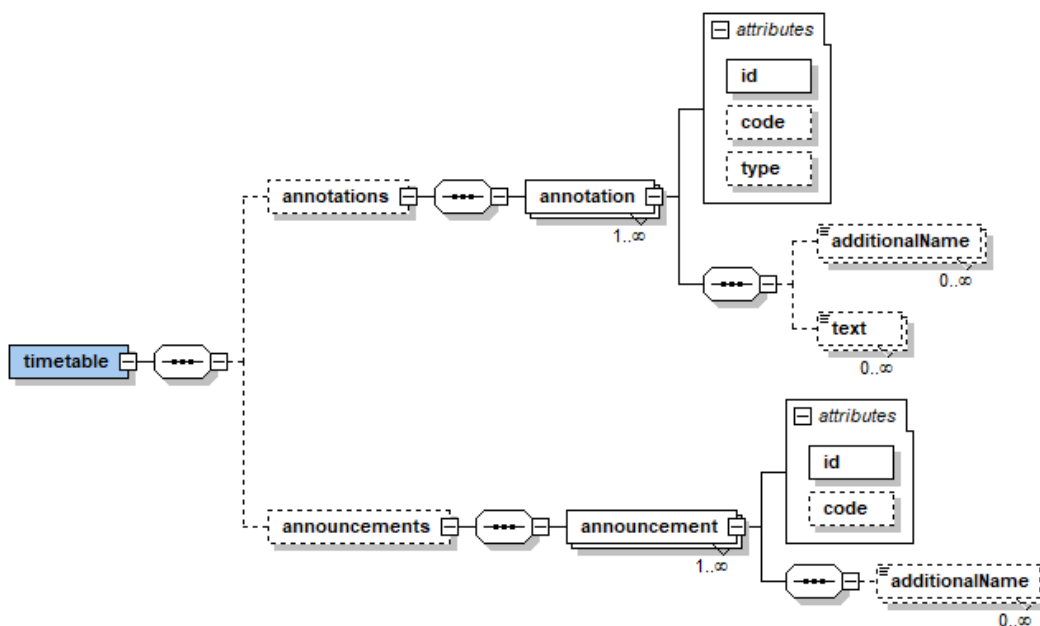 attributes
id
code
type
annotations
annotation
1..∞
additionalName
0..∞
text
0..∞
timetable
attributes
id
code
announcements
announcement
1..∞
additionalName
0..∞